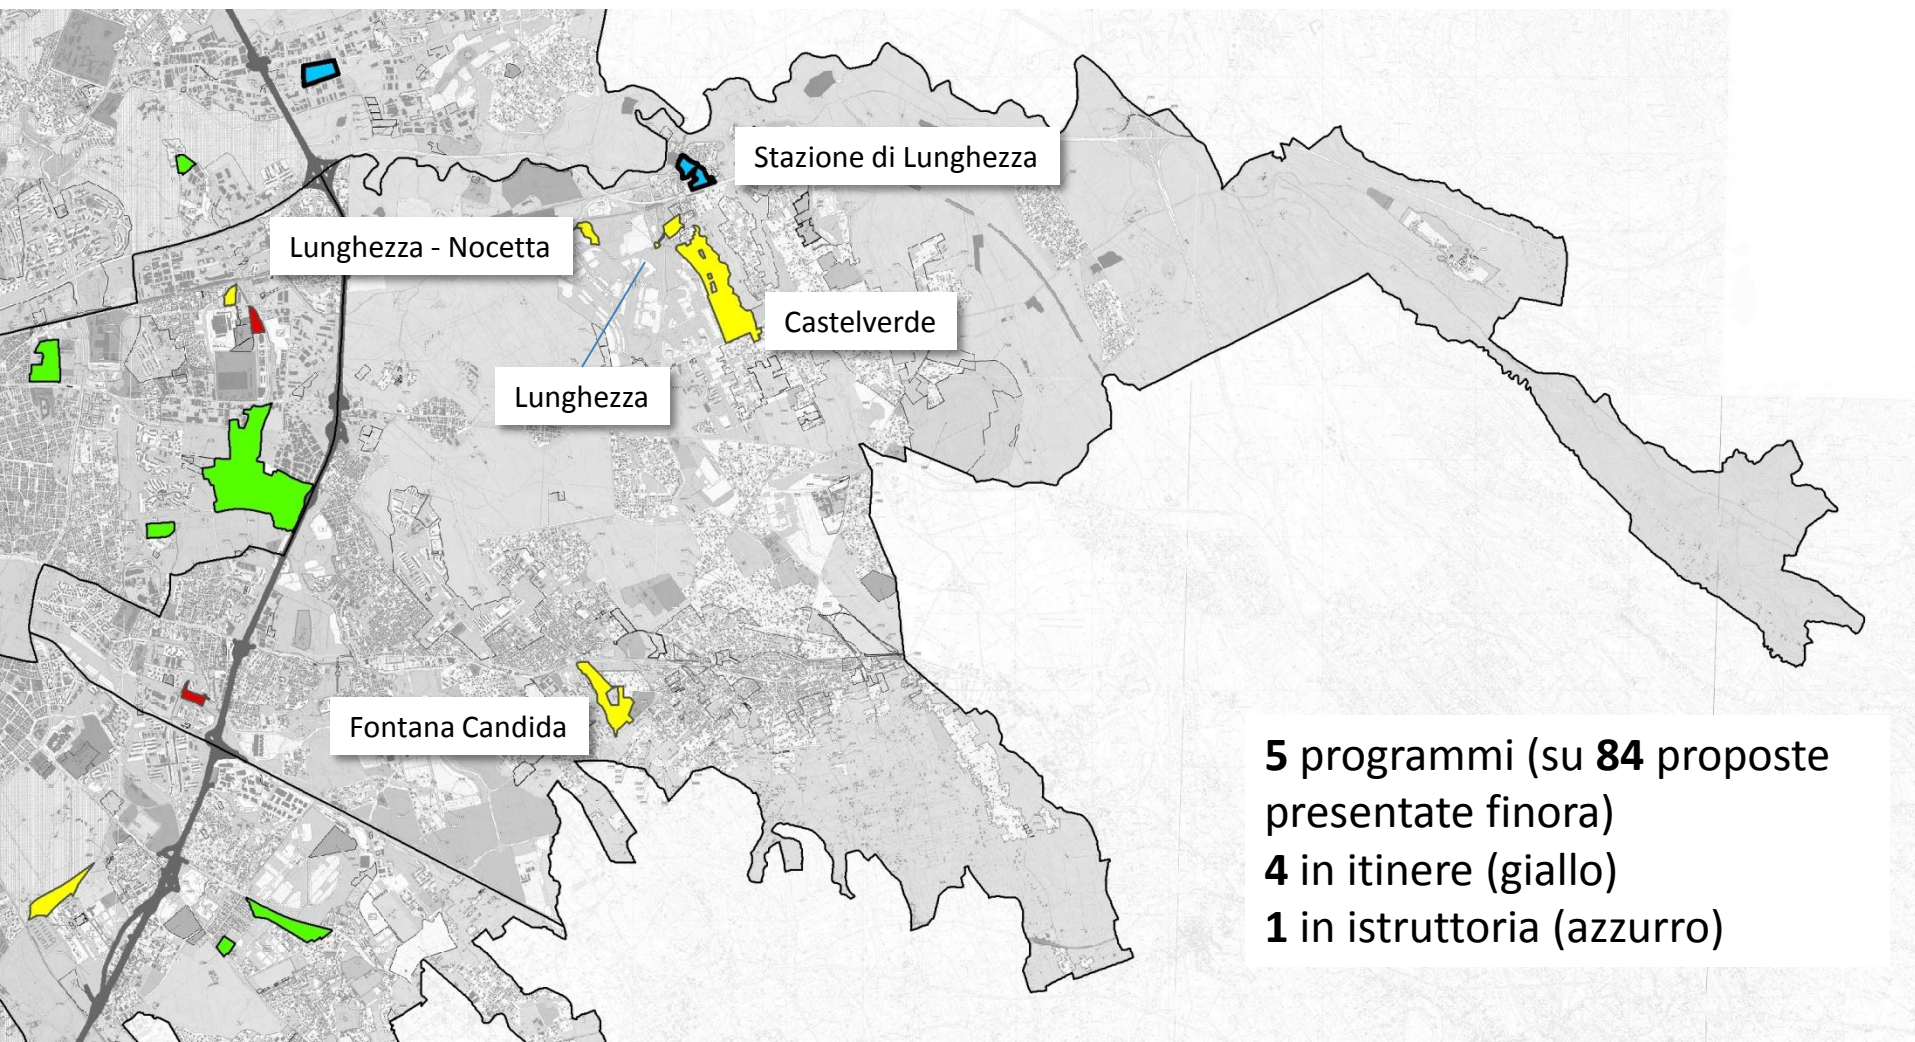 Stazione di Lunghezza
Lunghezza - Nocetta
Castelverde
Lunghezza
Fontana Candida
5 programmi (su 84 proposte
presentate finora)
4 in itinere (giallo)
1 in istruttoria (azzurro)